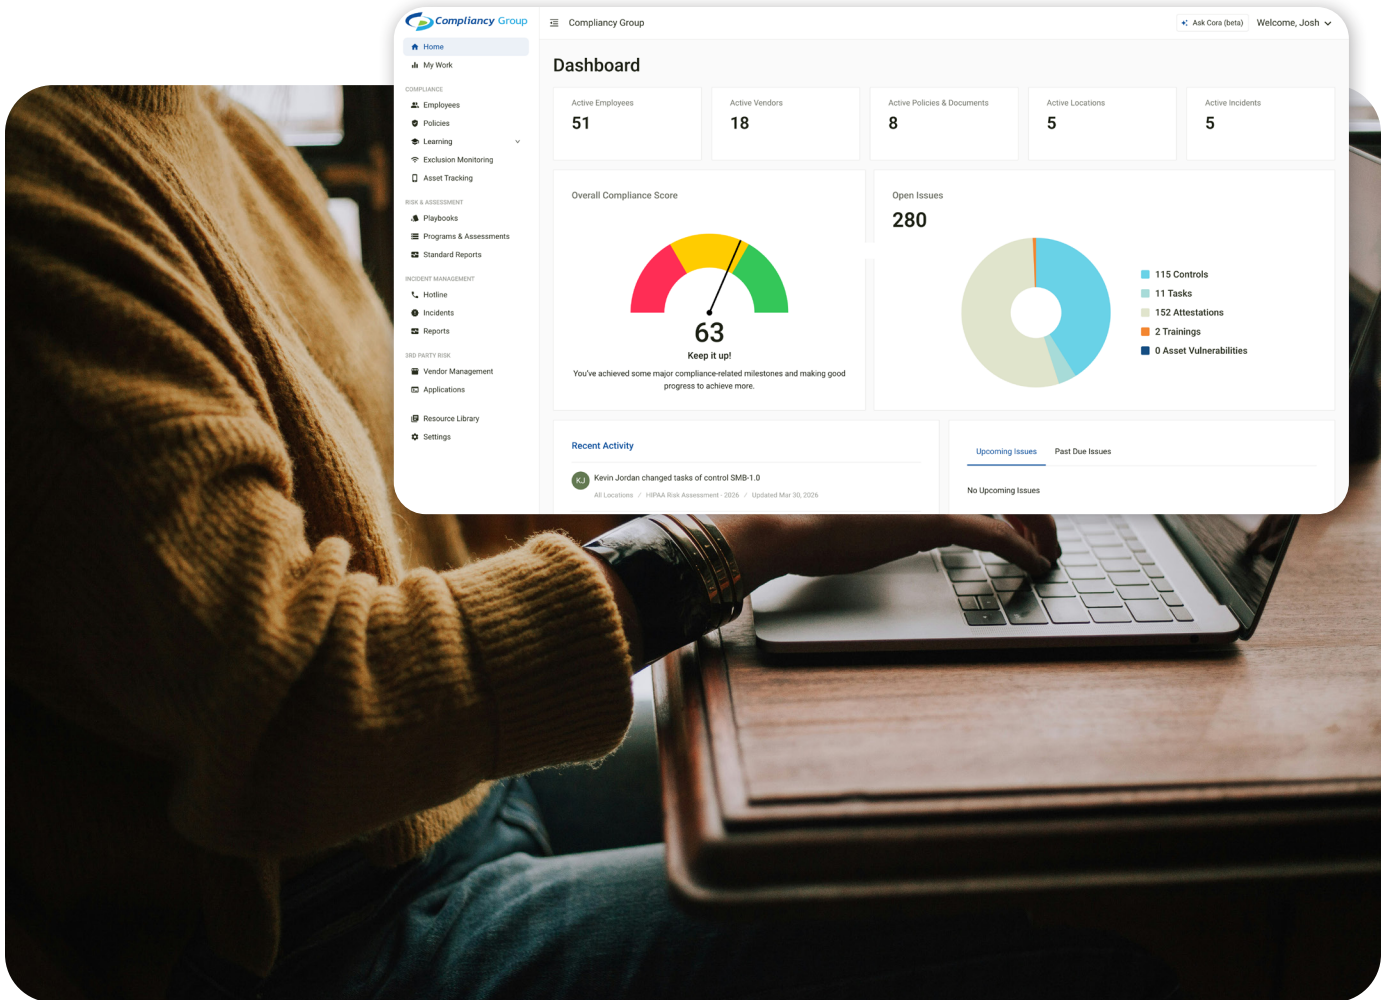 Compliancy Group
Compliancy Group
Ask Cora (beta)
Welcome, Josh
Home
My Work
COMPLIANCE
Employees
Policies
Learning
Exclusion Monitoring
Asset Tracking
RISK & ASSESSMENT
Playbooks
Programs & Assessments
Standard Reports
INCIDENT MANAGEMENT
Hotline
Incidents
Reports
3RD PARTY RISK
Vendor Management
Applications
Resource Library
Settings
Dashboard
Active Employees
51
Active Vendors
18
Active Policies & Documents
8
Active Locations
5
Active Incidents
5
Overall Compliance Score
63
Keep it up!
You've achieved some major compliance-related milestones and making good
progress to achieve more.
Open Issues
280
115 Controls
11 Tasks
152 Attestations
2 Trainings
0 Asset Vulnerabilities
Recent Activity
KJ
Kevin Jordan changed tasks of control SMB-1.0
All Locations / HIPAA Risk Assessment - 2026 / Updated Mar 30, 2026
Upcoming Issues
Past Due Issues
No Upcoming Issues